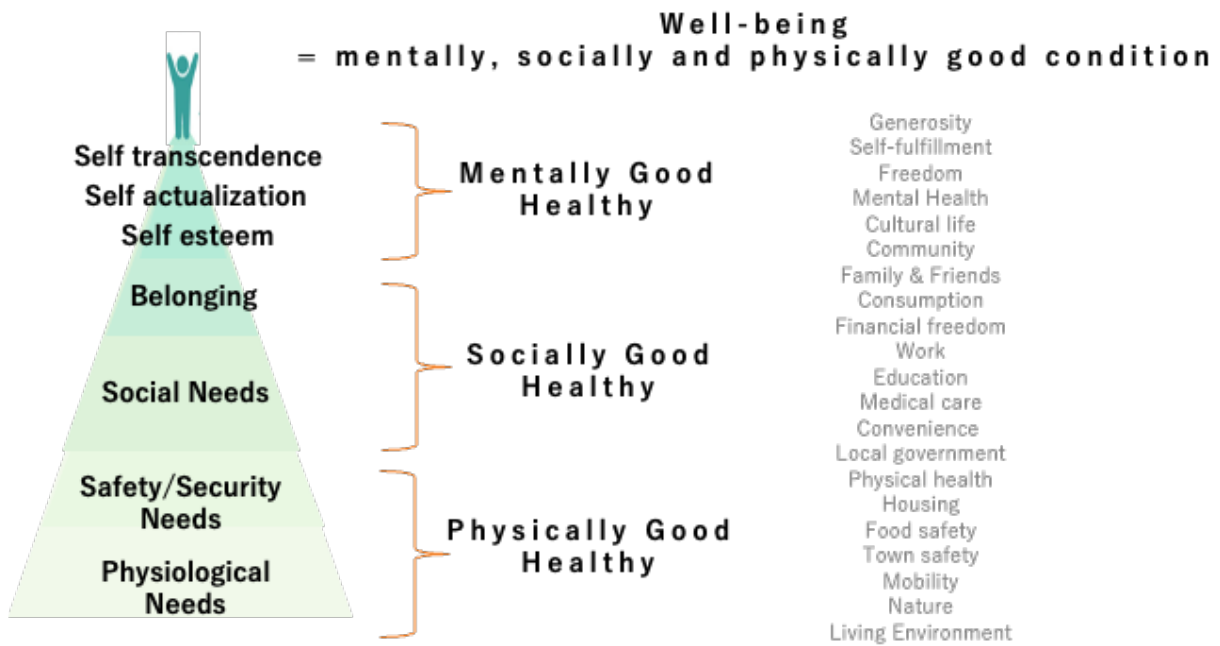 Well-being
= mentally, socially and physically good condition
Self transcendence
Self actualization
Self esteem
Belonging
Social Needs
Safety/Security
Needs
Physiological
Needs
Mentally Good
Healthy
Socially Good
Healthy
Physically Good
Healthy
Generosity
Self-fulfillment
Freedom
Mental Health
Cultural life
Community
Family & Friends
Consumption
Financial freedom
Work
Education
Medical care
Convenience
Local government
Physical health
Housing
Food safety
Town safety
Mobility
Nature
Living Environment